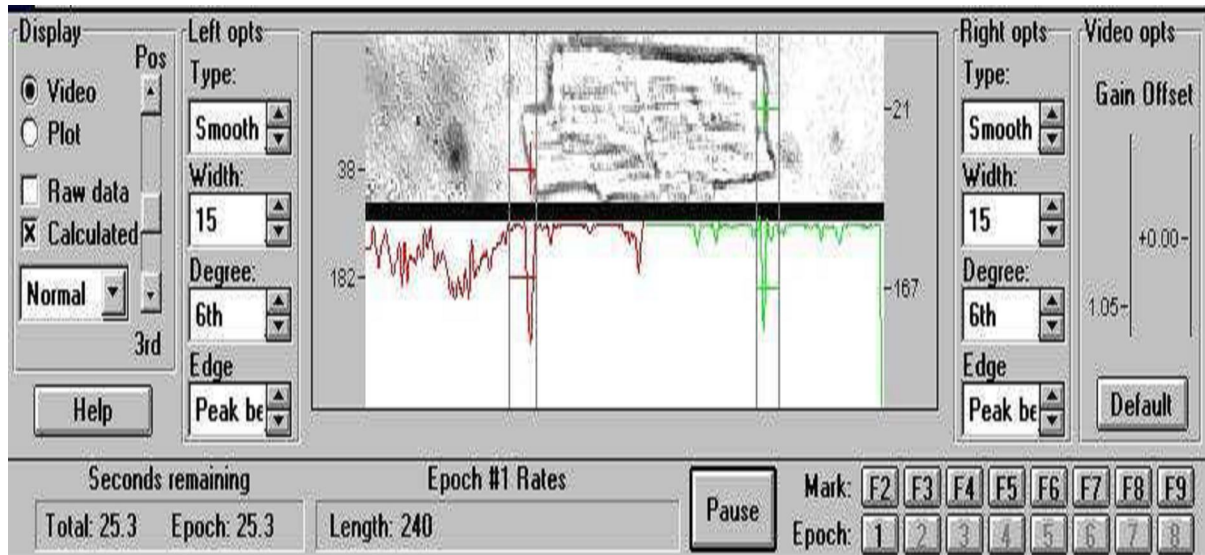 Display
Pos
Video
Plot
Raw data
Calculated
Normal
3rd
Help
Left opts
Type:
Smooth
Width:
15
Degree:
6th
Edge
Peak be
38
182
21
167
Right opts
Type:
Smooth
Width:
15
Degree:
6th
Edge
Peak be
Video opts
Gain Offset
+0.00
1.05
Default
Seconds remaining
Total: 25.3 Epoch: 25.3
Epoch #1 Rates
Length: 240
Pause
Mark: F2 F3 F4 F5 F6 F7 F8 F9
Epoch: 1 2 3 4 5 6 7 8